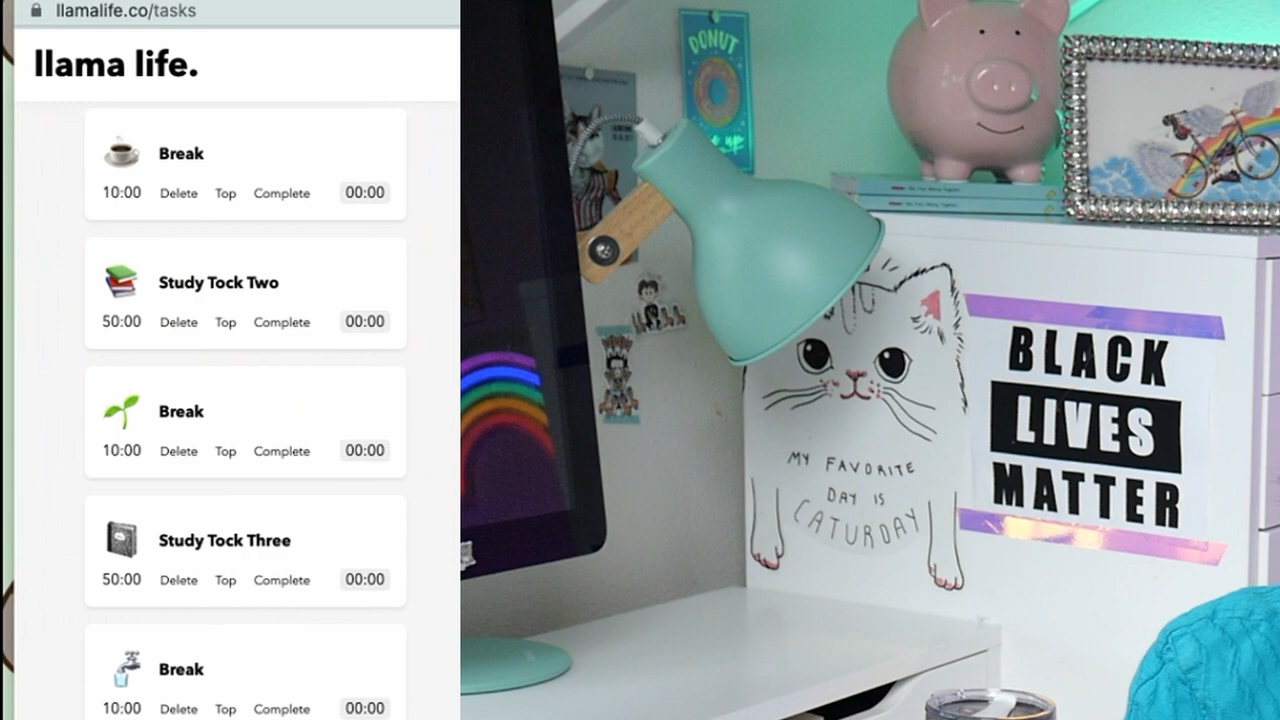 llamalife.co/tasks
llama life.
Break
10:00 Delete Top Complete 00:00
Study Tock Two
50:00 Delete Top Complete 00:00
Break
10:00 Delete Top Complete 00:00
Study Tock Three
50:00 Delete Top Complete 00:00
Break
10:00 Delete Top Complete 00:00
DONUT
up
MY FAVORITE
DAY IS
CATURDAY
BLACK
LIVES
MATTER